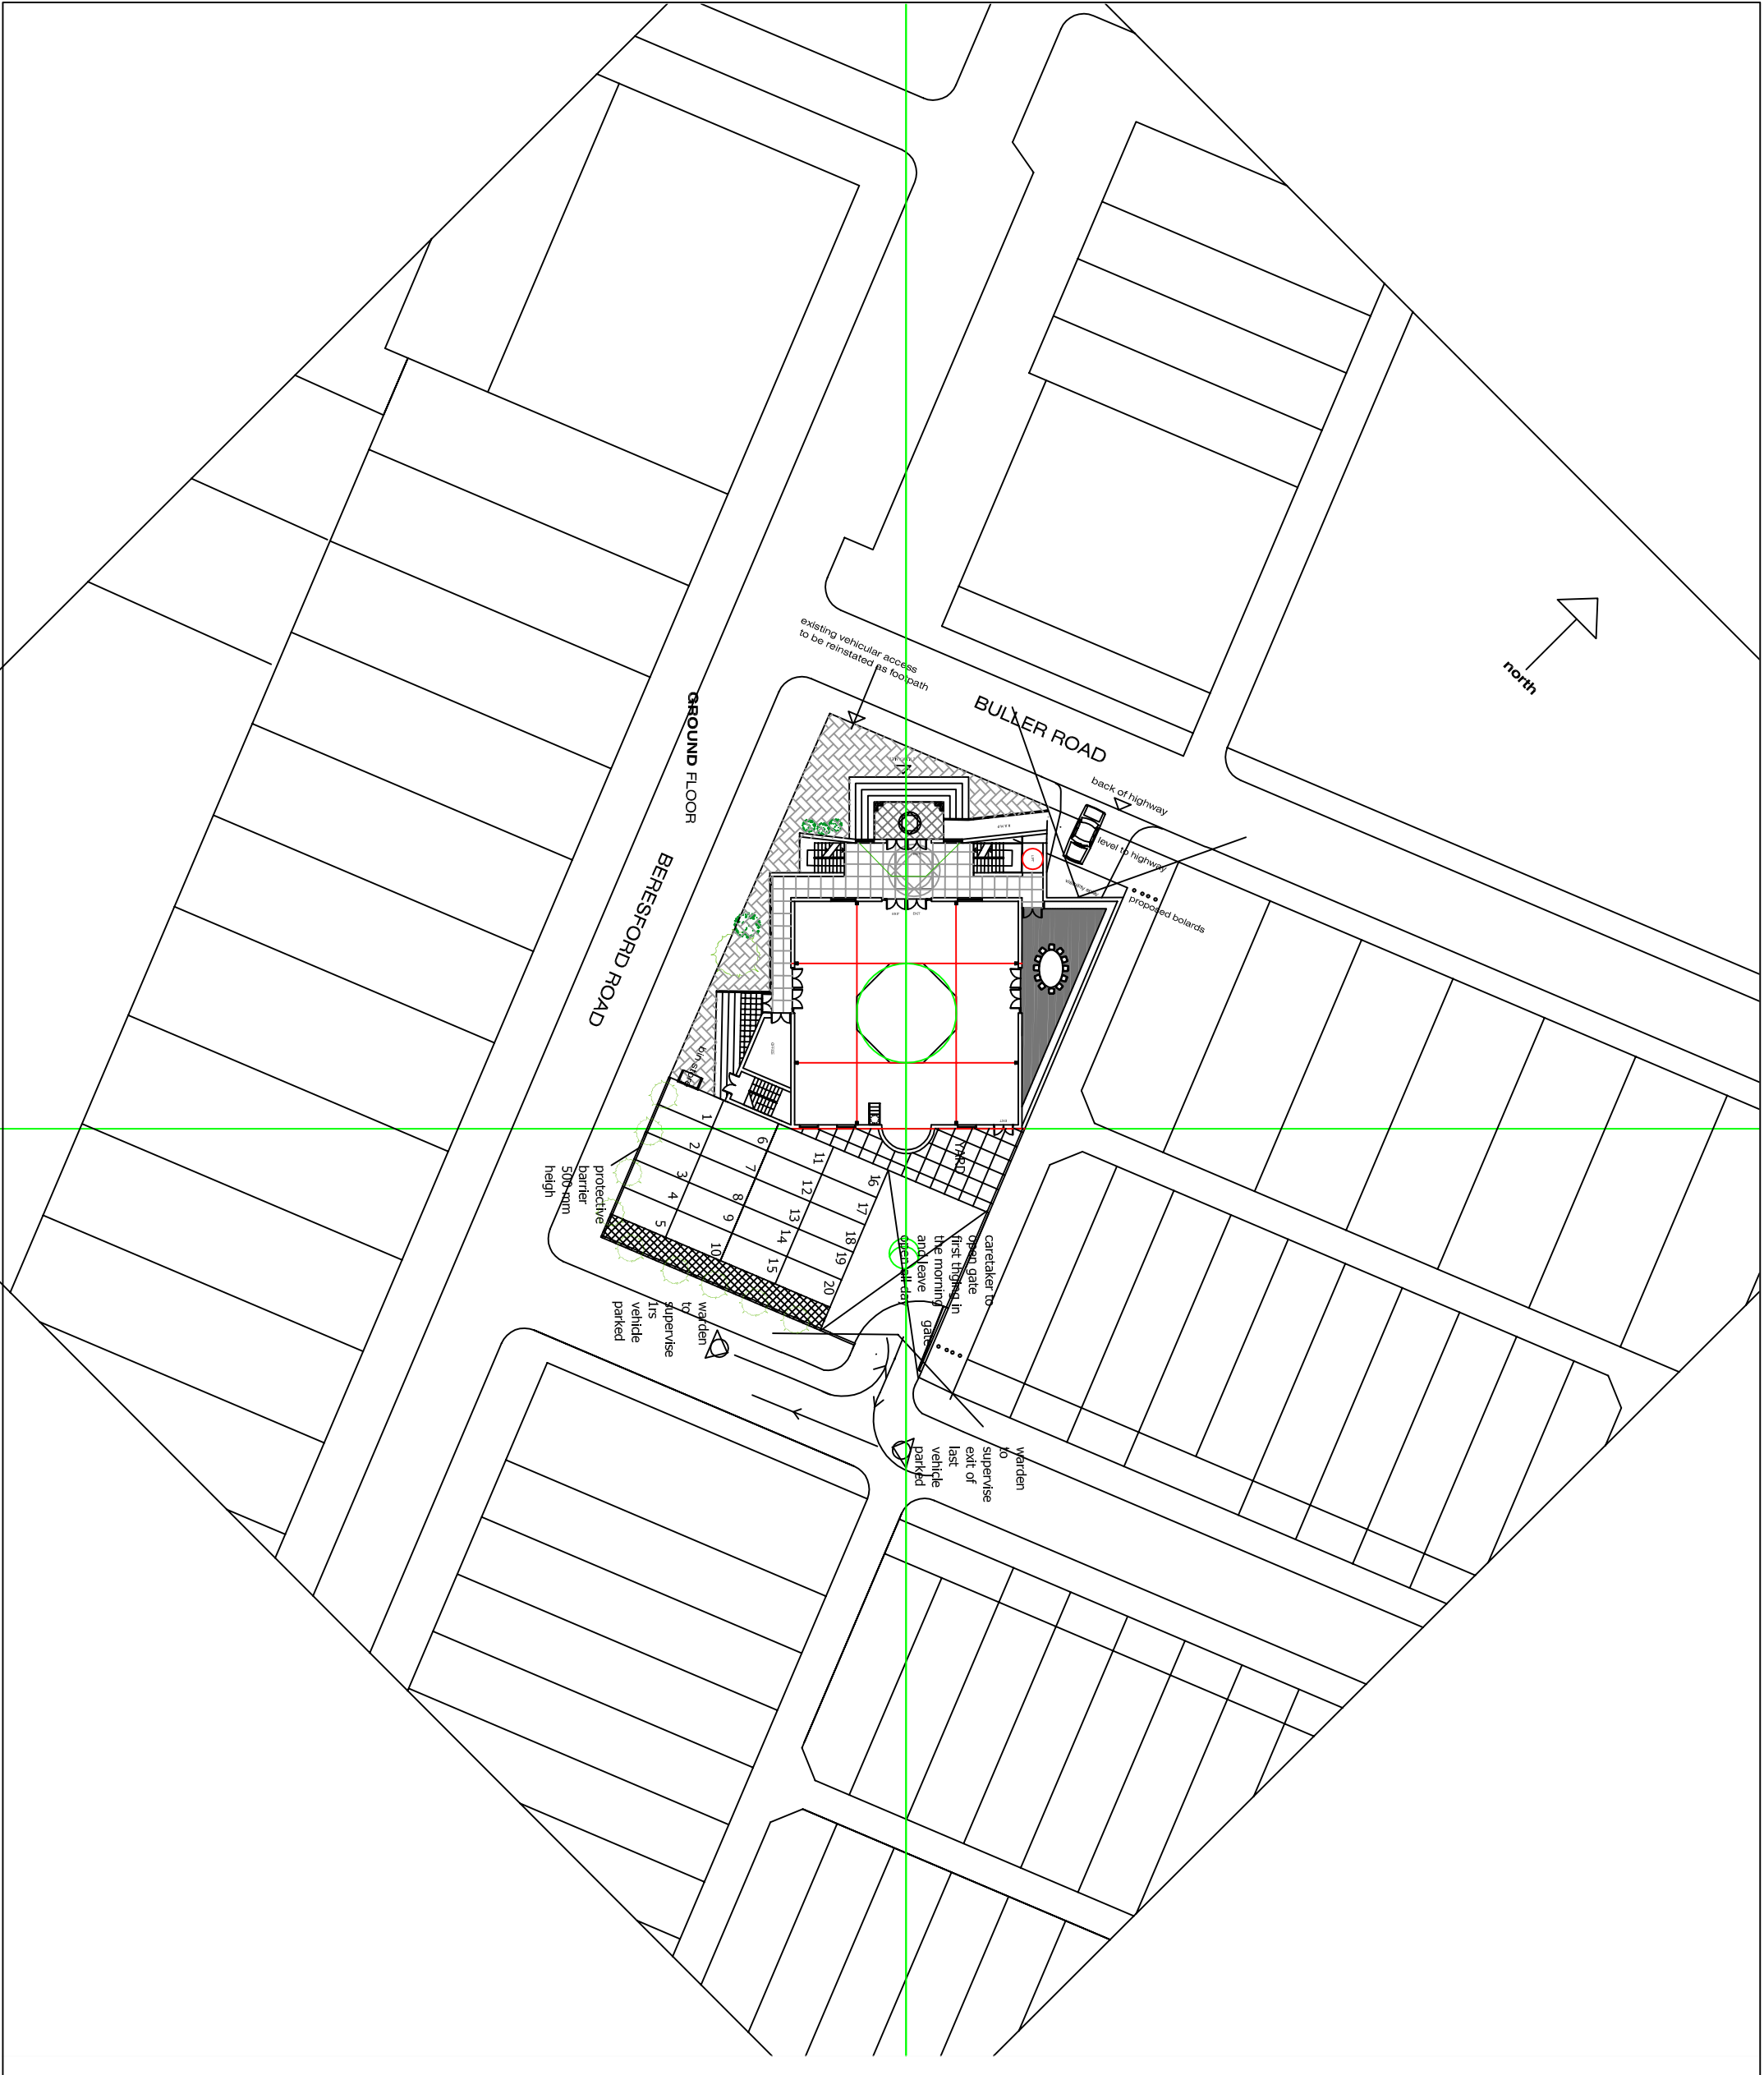 existing vehicular access
to be reinstated as footpath
BULLER ROAD
north
GROUND FLOOR
back of highway
level to highway
proposed bolards
BERESFORD ROAD
bin store
YARD
1
2
3
4
5
6
7
8
9
10
11
12
13
14
15
16
17
18
19
20
protective
barrier
500 mm
heigh
caretaker to
open gate
first thging in
the morning
and leave
open all day
gate
warden
to
supervise
1rs
vehicle
parked
warden
to
supervise
exit of
last
vehicle
parked